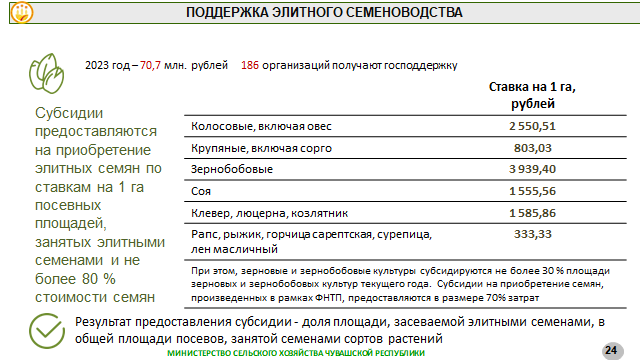 ПОДДЕРЖКА ЭЛИТНОГО СЕМЕНОВОДСТВА
2023 год – 70,7 млн. рублей 186 организаций получают господдержку
Субсидии
предоставляются
на приобретение
элитных семян по
ставкам на 1 га
посевных
площадей,
занятых элитными
семенами и не
более 80 %
стоимости семян
Ставка на 1 га,
рублей
Колосовые, включая овес 2 550,51
Крупяные, включая сорго 803,03
Зернобобовые 3 939,40
Соя 1 555,56
Клевер, люцерна, козлятник 1 585,86
Рапс, рыжик, горчица сарептская, сурепица,
лен масличный 333,33
При этом, зерновые и зернобобовые культуры субсидируются не более 30 % площади
зерновых и зернобобовых культур текущего года. Субсидии на приобретение семян,
произведенных в рамках ФНТП, предоставляются в размере 70% затрат
Результат предоставления субсидии - доля площади, засеваемой элитными семенами, в
общей площади посевов, занятой семенами сортов растений
МИНИСТЕРСТВО СЕЛЬСКОГО ХОЗЯЙСТВА ЧУВАШСКОЙ РЕСПУБЛИКИ
24